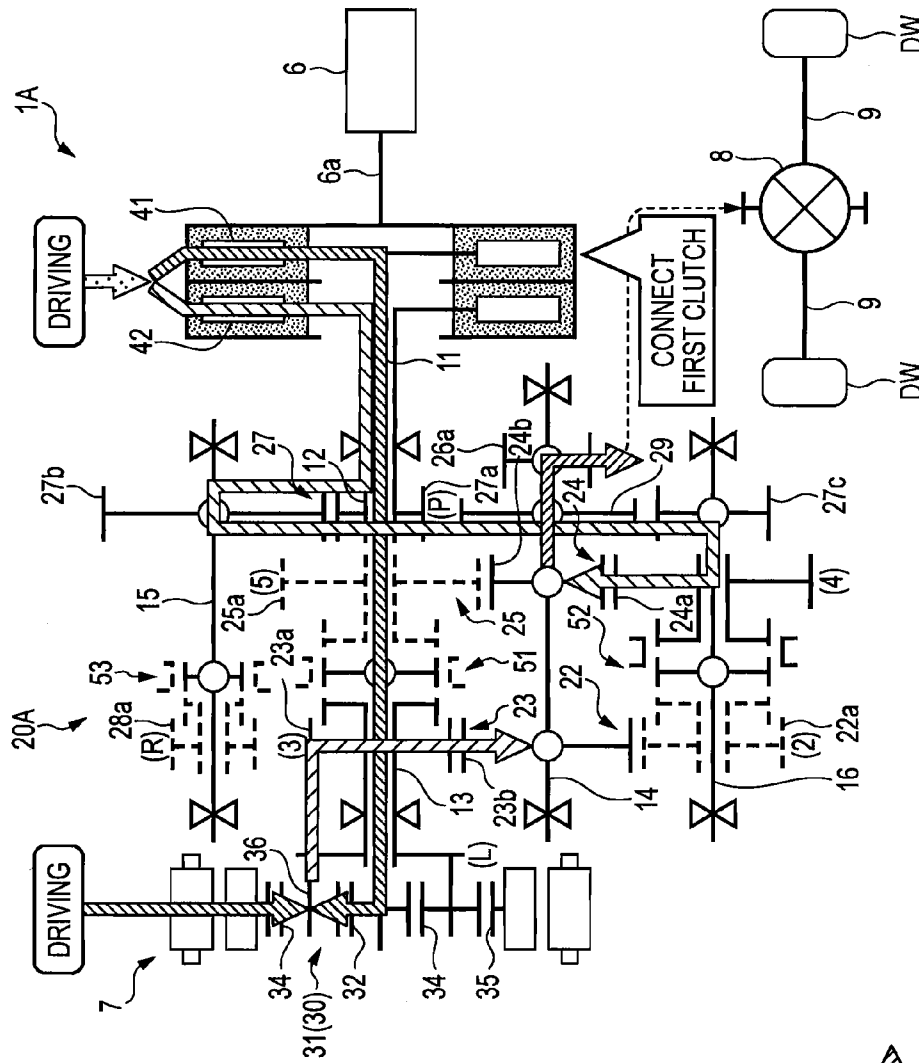 1A
6
6a
DRIVING
41
42
CONNECT
FIRST CLUTCH
DW
9
8
9
DW
11
27b
27
12
(P)
27a
24b
26a
24
29
27c
15
25a
(5)
25
24a
(4)
52
53
23a
51
20A
28a
(R)
(3)
23
22
23b
13
14
(2)
22a
16
DRIVING
7
36
(L)
34
32
34
35
31(30)